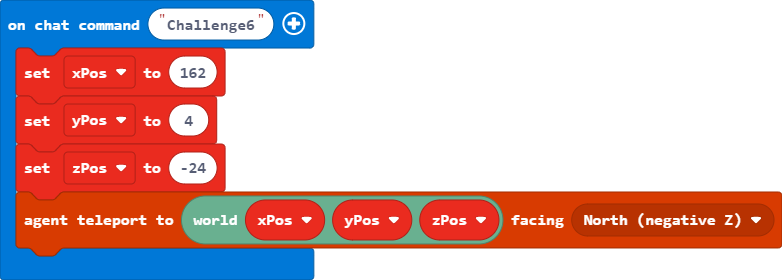 on chat command "Challenge6"
set xPos to 162
set yPos to 4
set zPos to -24
agent teleport to world xPos yPos zPos facing North (negative Z)